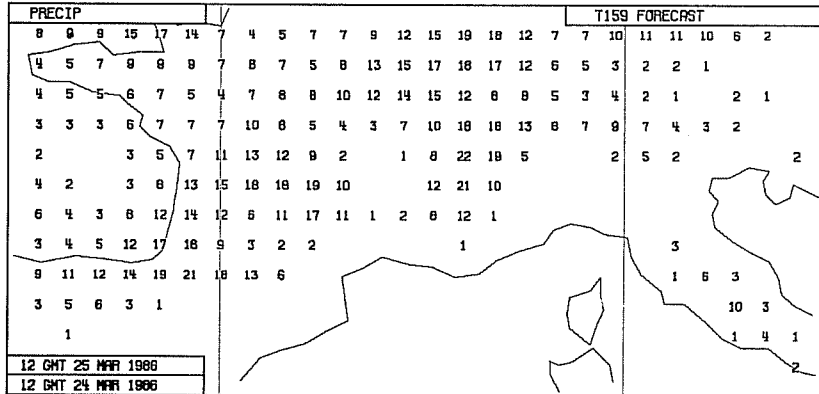 PRECIP T159 FORECAST
8 9 9 15 17 14 7 4 5 7 7 9 12 15 19 18 12 7 7 10 11 11 10 6 2
4 5 7 9 8 9 7 8 7 5 8 13 15 17 18 17 12 6 5 3 2 2 1
4 5 5 6 7 5 4 7 8 8 10 12 14 15 12 8 9 5 3 4 2 1 2 1
3 3 3 6 7 7 7 10 8 5 4 3 7 10 18 18 13 8 7 9 7 4 3 2
2 3 5 7 11 13 12 9 2 1 8 22 19 5 2 5 2 2
4 2 3 8 13 15 18 18 19 10 12 21 10
6 4 3 8 12 14 12 6 11 17 11 1 2 8 12 1
3 4 5 12 17 18 9 3 2 2 1 3
9 11 12 14 19 21 18 13 6 1 6 3
3 5 6 3 1 10 3
1 1 4 1
12 GMT 25 MAR 1986 2
12 GMT 24 MAR 1986